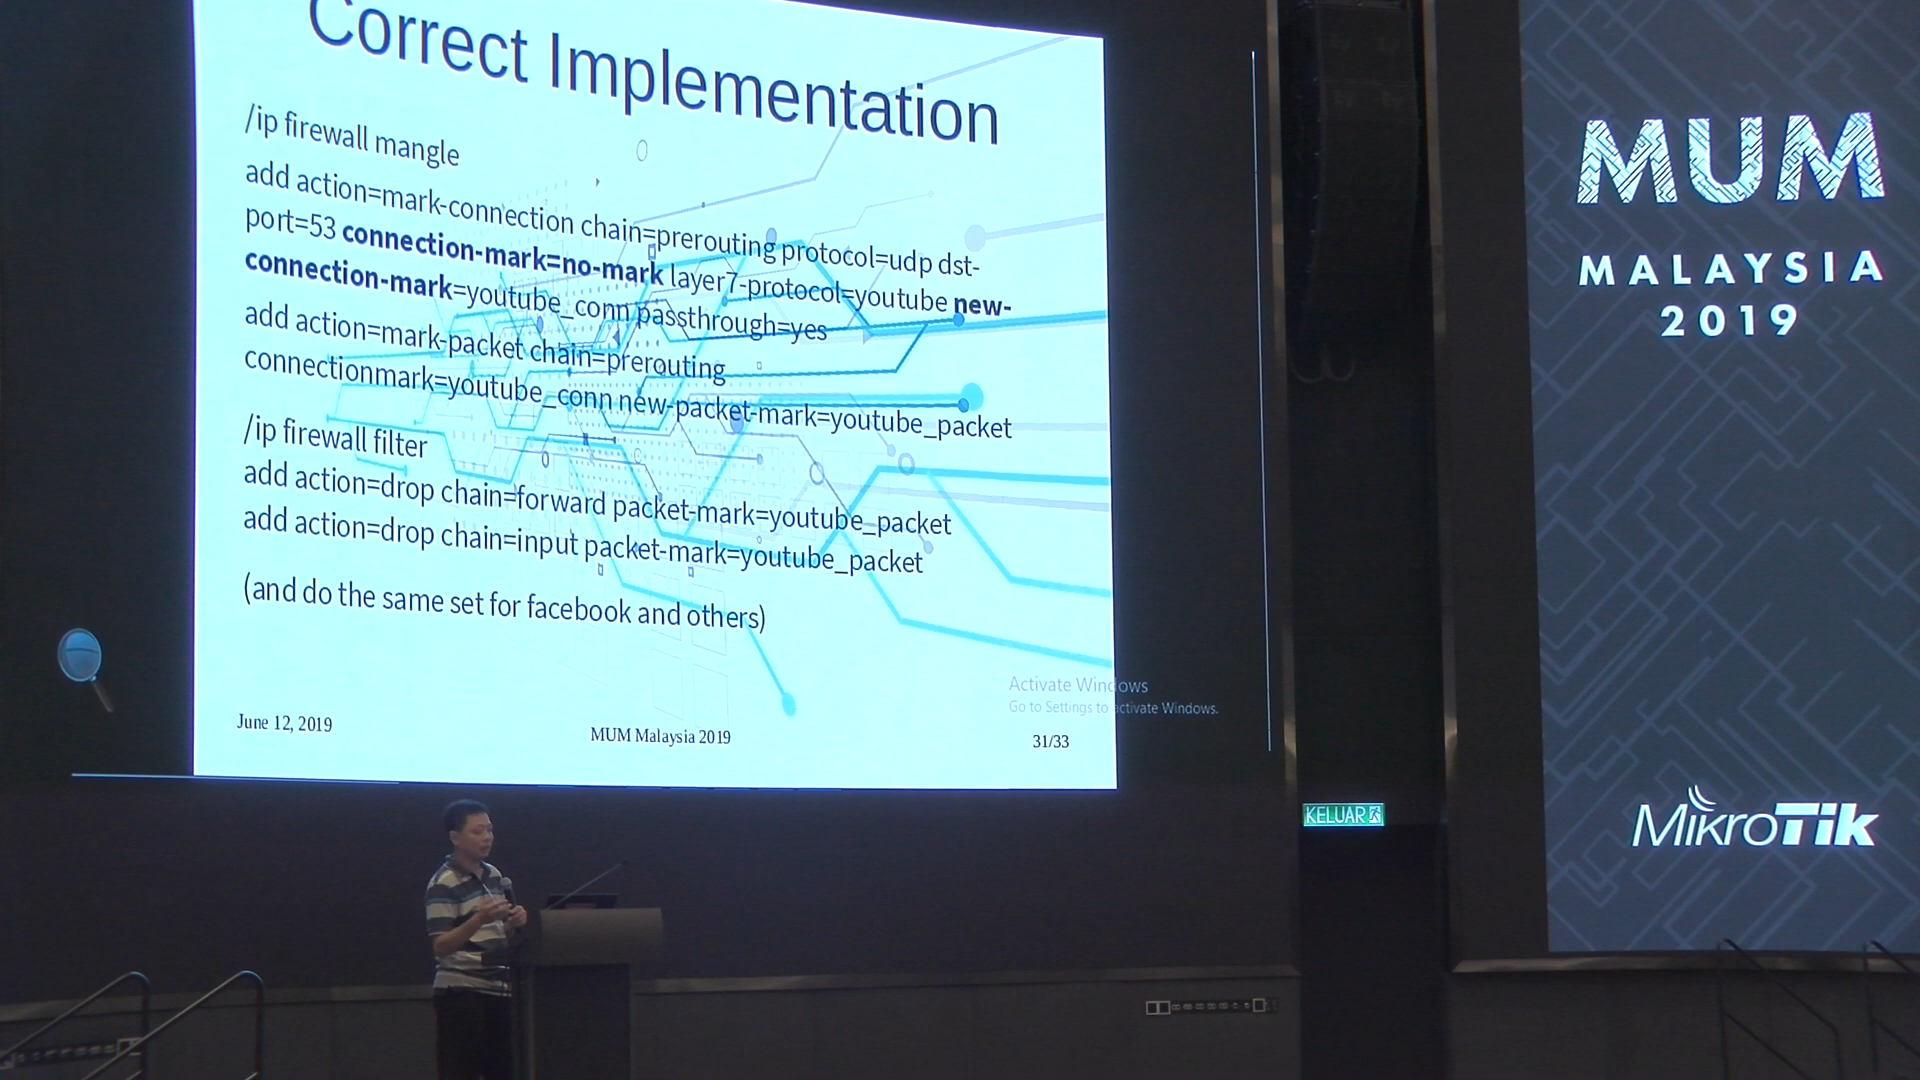 Correct Implementation
/ip firewall mangle
add action=mark-connection chain=prerouting protocol=udp dst-
port=53 connection-mark=no-mark layer7-protocol=youtube new-
connection-mark=youtube_conn passthrough=yes
add action=mark-packet chain=prerouting
connectionmark=youtube_conn new-packet-mark=youtube_packet
/ip firewall filter
add action=drop chain=forward packet-mark=youtube_packet
add action=drop chain=input packet-mark=youtube_packet
(and do the same set for facebook and others)
Activate Windows
Go to Settings to activate Windows.
June 12, 2019
MUM Malaysia 2019
31/33
MUM
MALAYSIA
2019
KELUAR
MikroTik